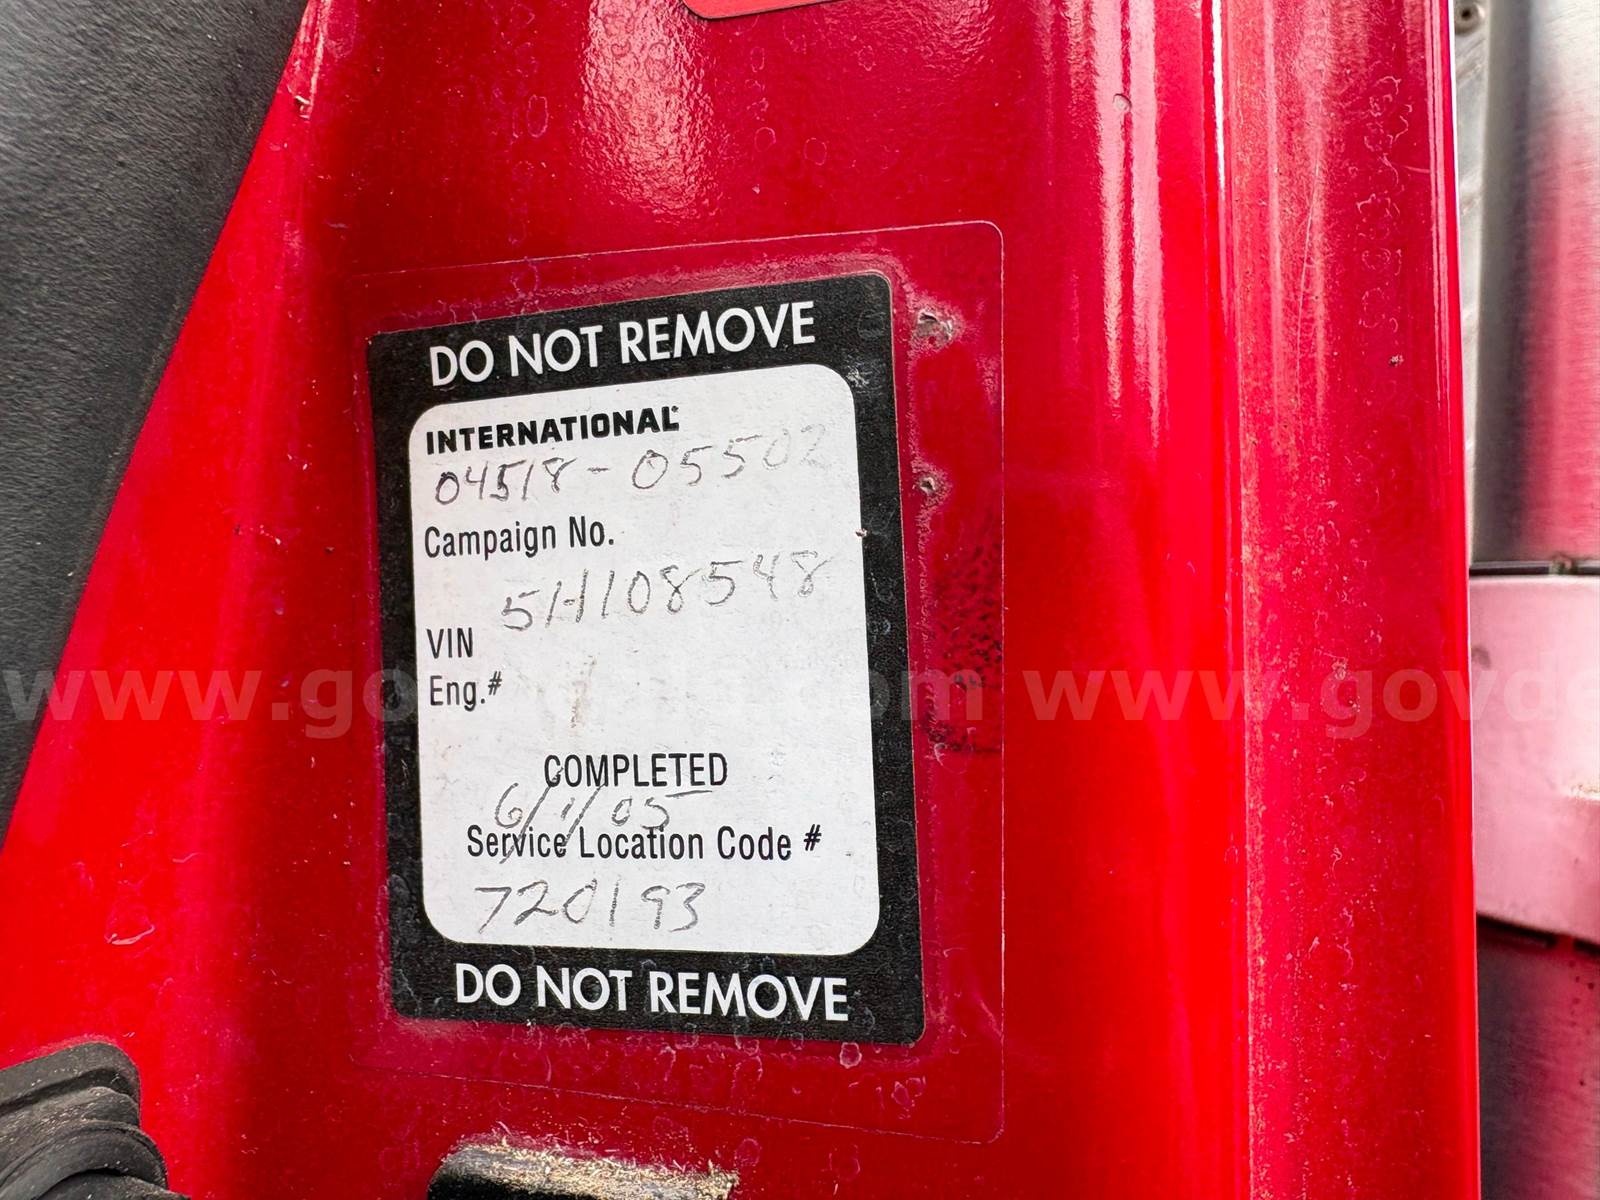 DO NOT REMOVE
INTERNATIONAL
04518-05502
Campaign No.
5H108548
VIN
Eng.#
COMPLETED
6/1/05
Service Location Code #
720193
DO NOT REMOVE